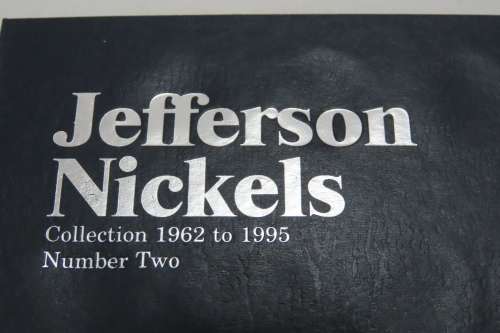 Jefferson
Nickels
Collection 1962 to 1995
Number Two